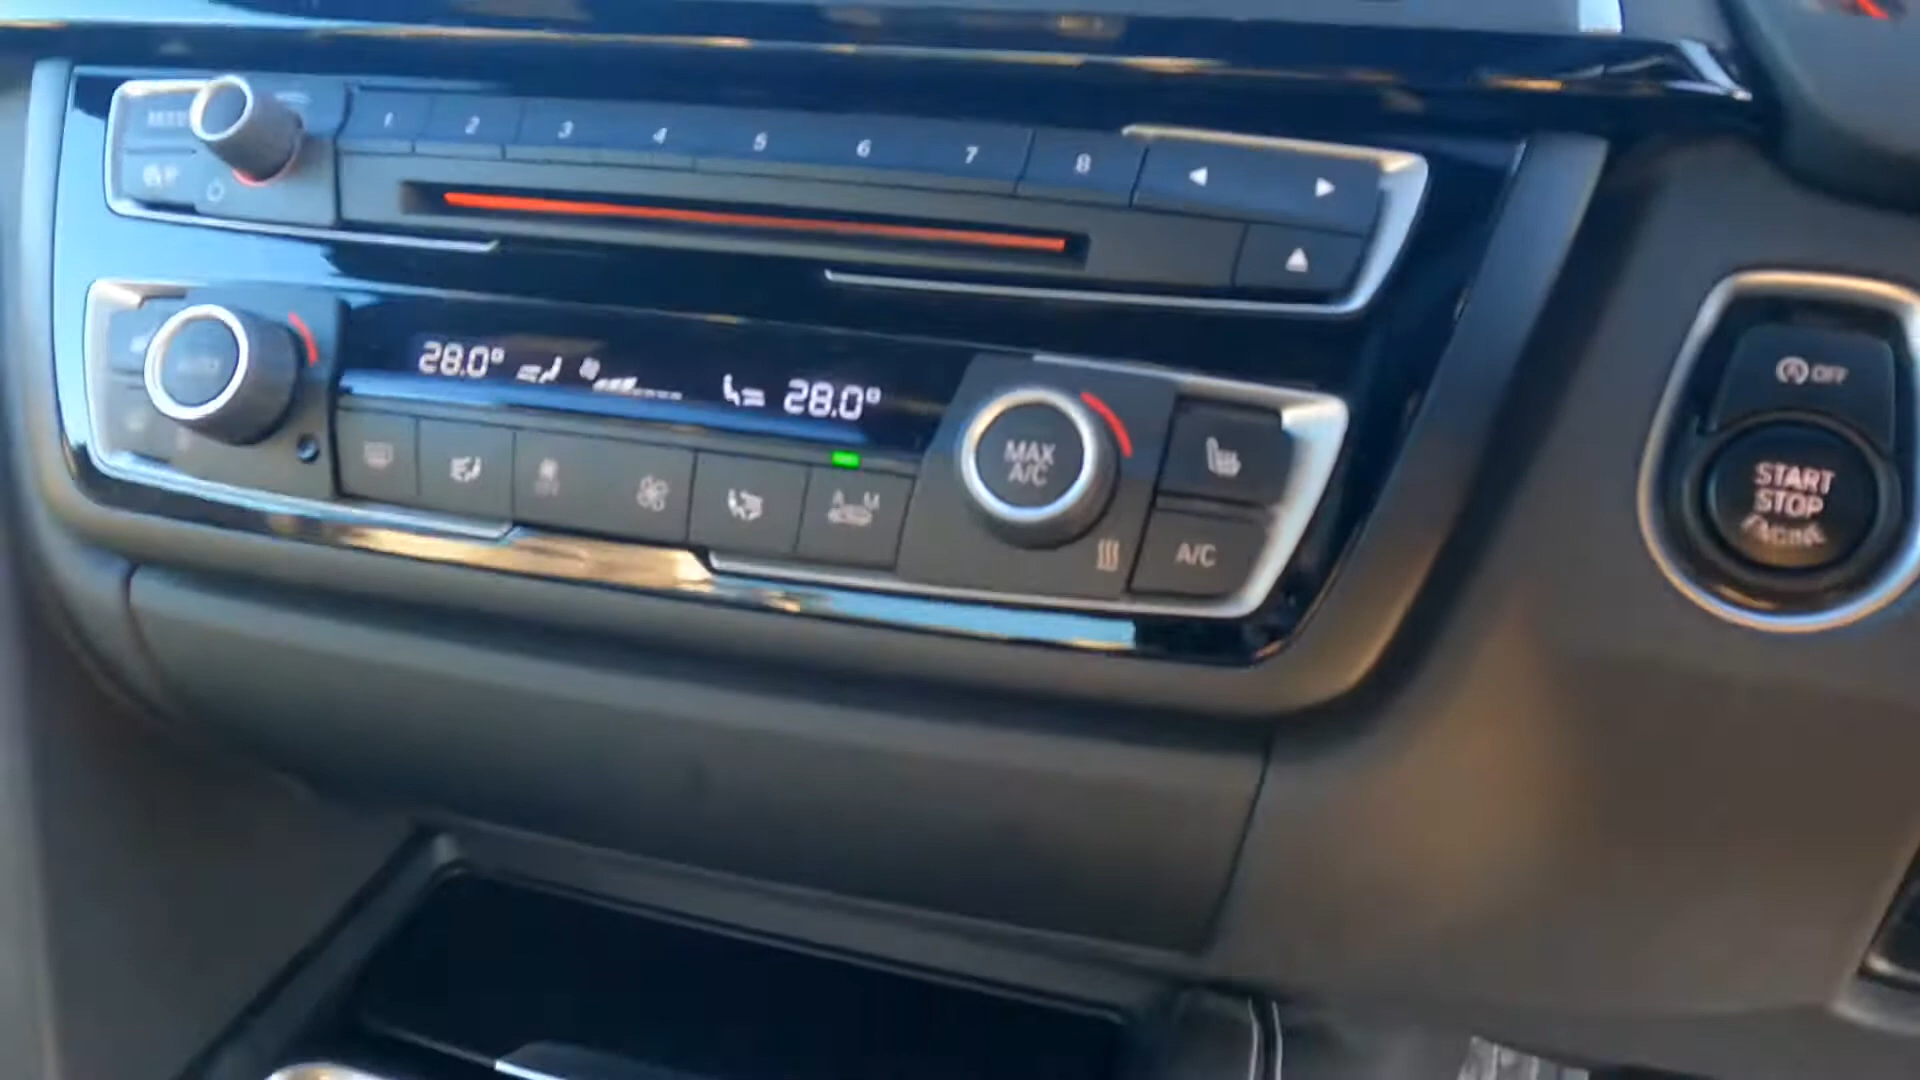 1 2 3 4 5 6 7 8
28.0° 28.0°
MAX
A/C
A M
A/C
A OFF
START
STOP